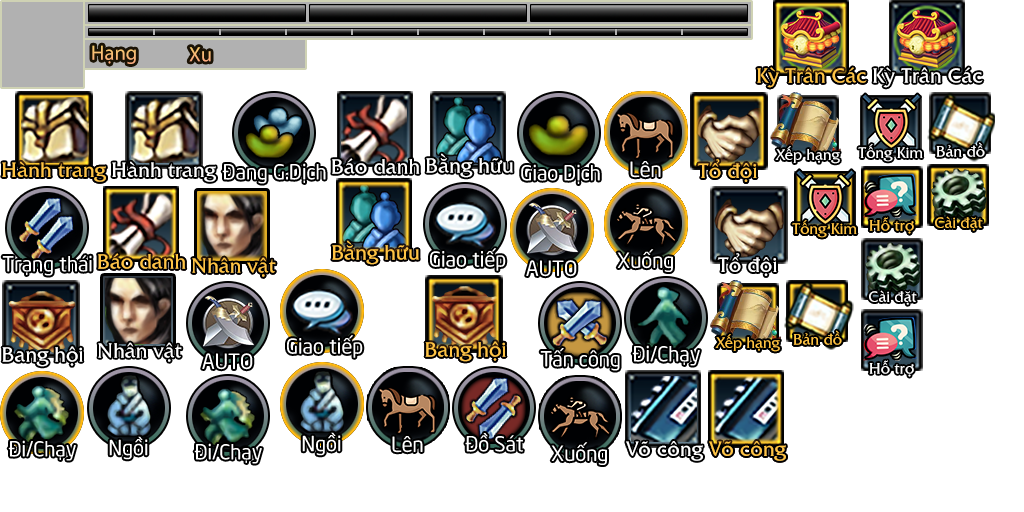 Hạng Xu
Kỳ Trân Các Kỳ Trân Các
Hành trang Hành trang Đang G.Dịch Báo danh Bằng hữu Giao Dịch Lên Tổ đội Xếp hạng Tống Kim Bản đồ
Trạng thái Báo danh Nhân vật Bằng hữu Giao tiếp AUTO Xuống Tổ đội Tống Kim Hỗ trợ Cài đặt
Cài đặt
Bang hội Nhân vật AUTO Giao tiếp Bang hội Tấn công Đi/Chạy Xếp hạng Bản đồ
Hỗ trợ
Đi/Chạy Ngồi Đi/Chạy Ngồi Lên Đồ Sát Xuống Võ công Võ công